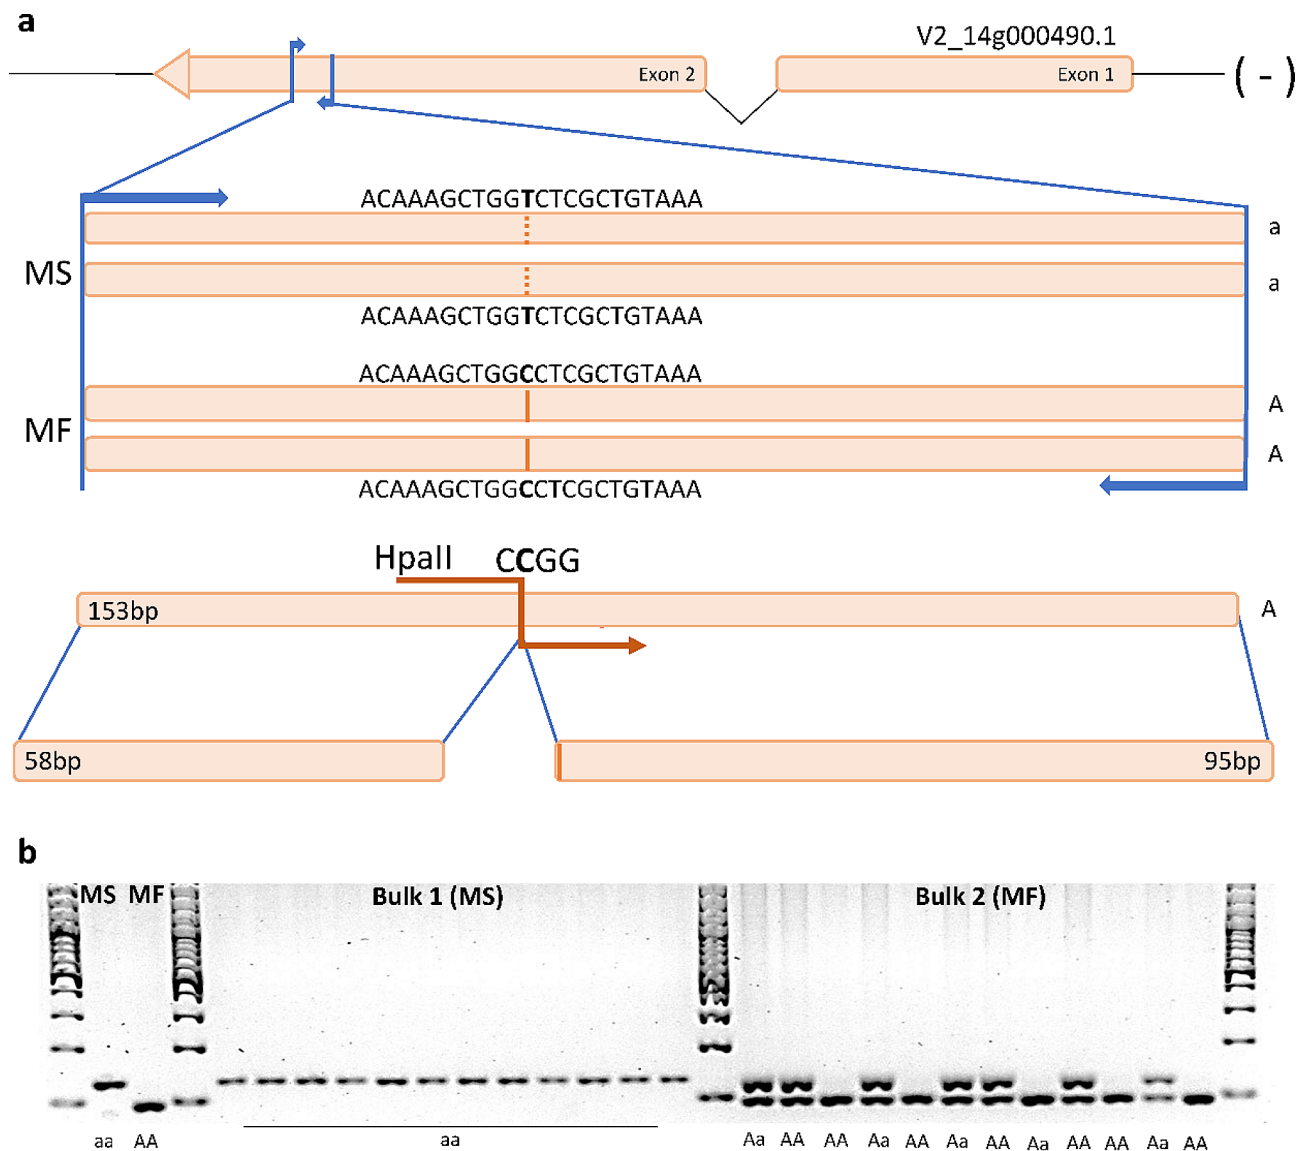 a
V2_14g000490.1
Exon 2
Exon 1
( - )
ACAAAGCTGGTCTCGCTGTAAA
a
MS
a
ACAAAGCTGGTCTCGCTGTAAA
ACAAAGCTGGCCTCGCTGTAAA
A
MF
A
ACAAAGCTGGCCTCGCTGTAAA
HpaII CCGG
153bp
A
58bp
95bp
b
MS MF Bulk 1 (MS) Bulk 2 (MF)
aa AA aa Aa AA AA Aa AA Aa AA Aa AA AA Aa AA